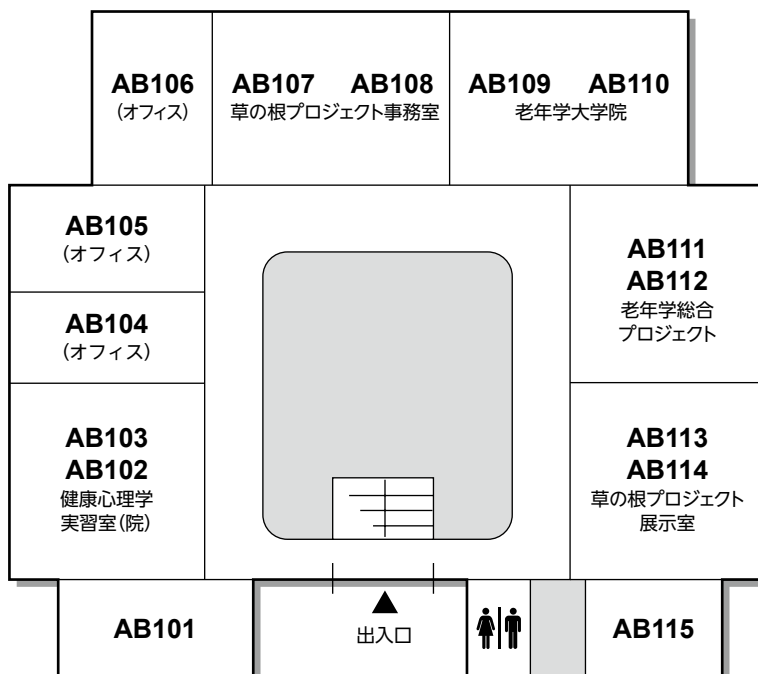 AB106
(オフィス)
AB107 AB108
草の根プロジェクト事務室
AB109 AB110
老年学大学院
AB105
(オフィス)
AB104
(オフィス)
AB103
AB102
健康心理学
実習室(院)
AB111
AB112
老年学総合
プロジェクト
AB113
AB114
草の根プロジェクト
展示室
AB101
出入口
AB115